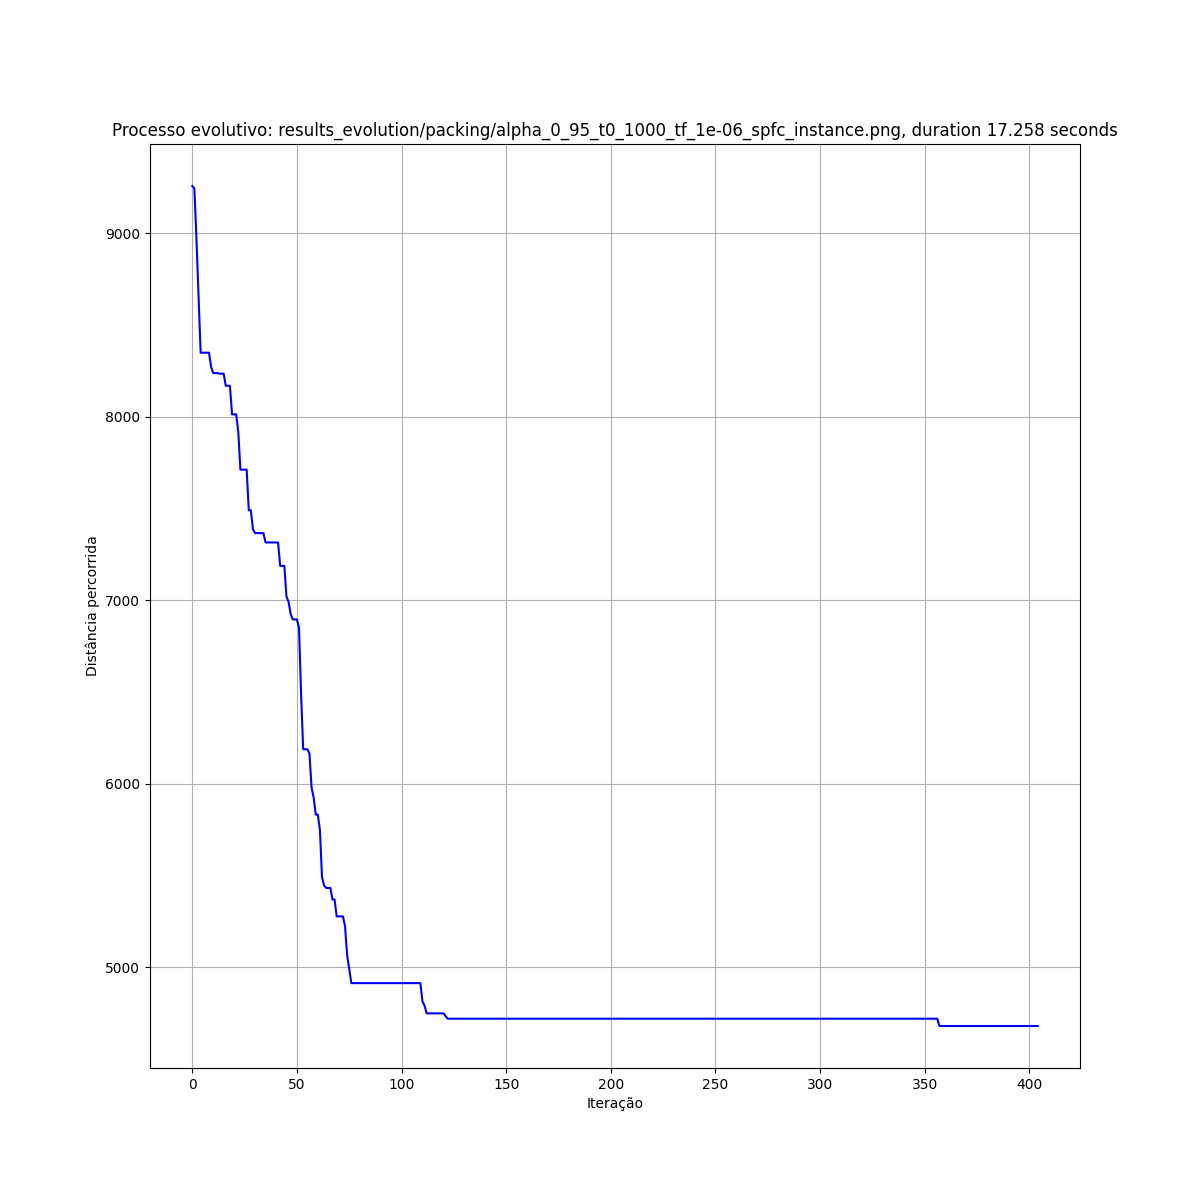 Processo evolutivo: results_evolution/packing/alpha_0_95_t0_1000_tf_1e-06_spfc_instance.png, duration 17.258 seconds
9000
8000
7000
6000
5000
Distância percorrida
0 50 100 150 200 250 300 350 400
Iteração